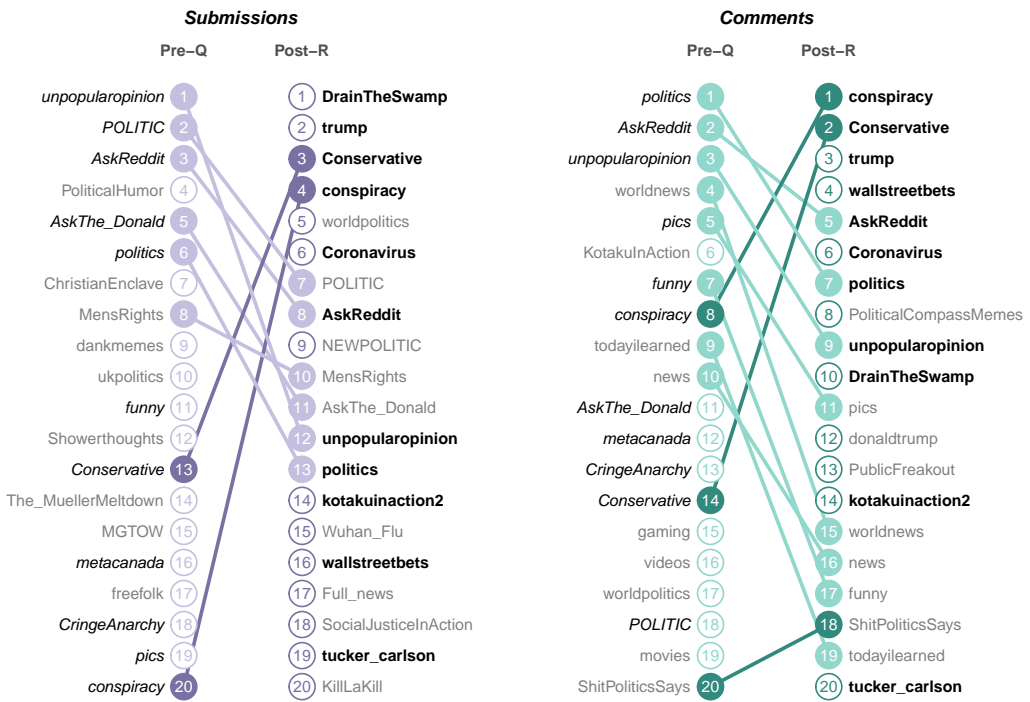 Submissions Comments
Pre–Q Post–R Pre–Q Post–R
unpopularopinion 1 1 DrainTheSwamp politics 1 1 conspiracy
POLITIC 2 2 trump AskReddit 2 2 Conservative
AskReddit 3 3 Conservative unpopularopinion 3 3 trump
PoliticalHumor 4 4 conspiracy worldnews 4 4 wallstreetbets
AskThe_Donald 5 5 worldpolitics pics 5 5 AskReddit
politics 6 6 Coronavirus KotakuInAction 6 6 Coronavirus
ChristianEnclave 7 7 POLITIC funny 7 7 politics
MensRights 8 8 AskReddit conspiracy 8 8 PoliticalCompassMemes
dankmemes 9 9 NEWPOLITIC todayilearned 9 9 unpopularopinion
ukpolitics 10 10 MensRights news 10 10 DrainTheSwamp
funny 11 11 AskThe_Donald AskThe_Donald 11 11 pics
Showerthoughts 12 12 unpopularopinion metacanada 12 12 donaldtrump
Conservative 13 13 politics CringeAnarchy 13 13 PublicFreakout
The_MuellerMeltdown 14 14 kotakuinaction2 Conservative 14 14 kotakuinaction2
MGTOW 15 15 Wuhan_Flu gaming 15 15 worldnews
metacanada 16 16 wallstreetbets videos 16 16 news
freefolk 17 17 Full_news worldpolitics 17 17 funny
CringeAnarchy 18 18 SocialJusticeInAction POLITIC 18 18 ShitPoliticsSays
pics 19 19 tucker_carlson movies 19 19 todayilearned
conspiracy 20 20 KillLaKill ShitPoliticsSays 20 20 tucker_carlson